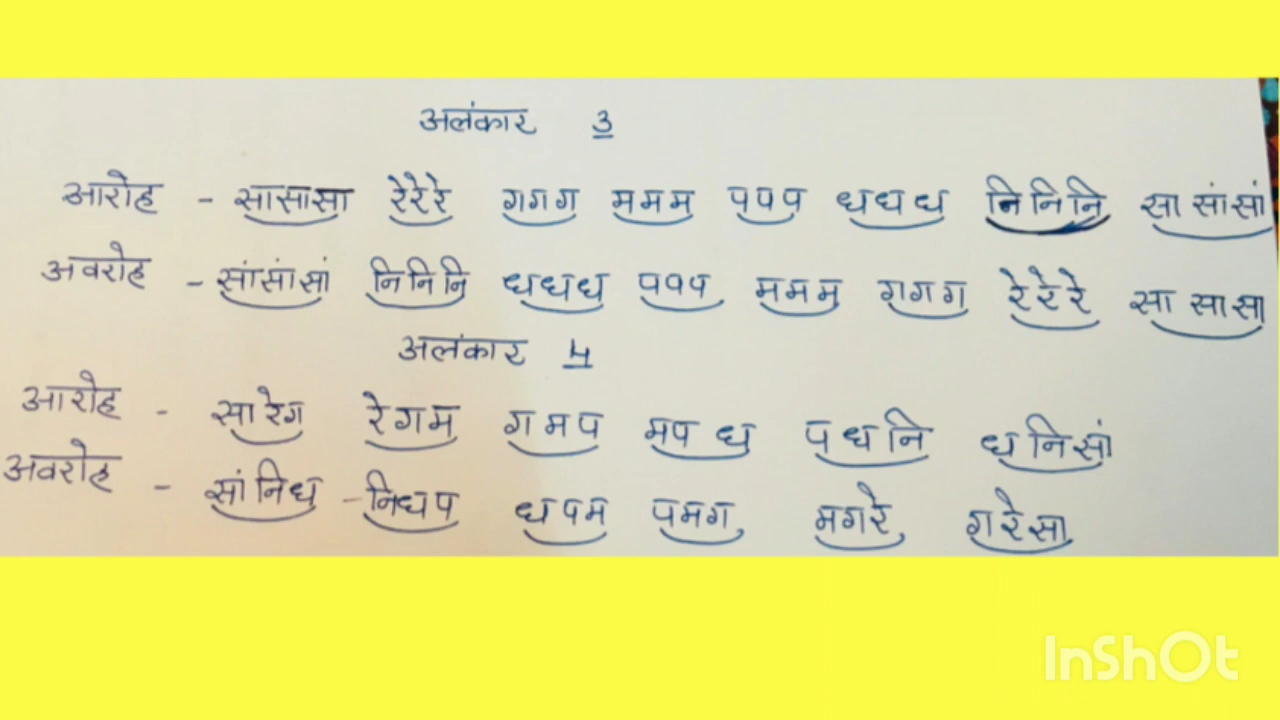 अलंकार 3
आरोह - सासासा रेरेरे गगग ममम पपप धधध निनिनि सा सांसां
अवरोह - सांसांसां निनिनि धधध पपप ममम गगग रेरेरे सा सासा
अलंकार 4
आरोह - सारेग रेगम गमप मपध पधनि धनिसां
अवरोह - सांनिध - निधप धपम पमग मगरे गरेसा
InShOt